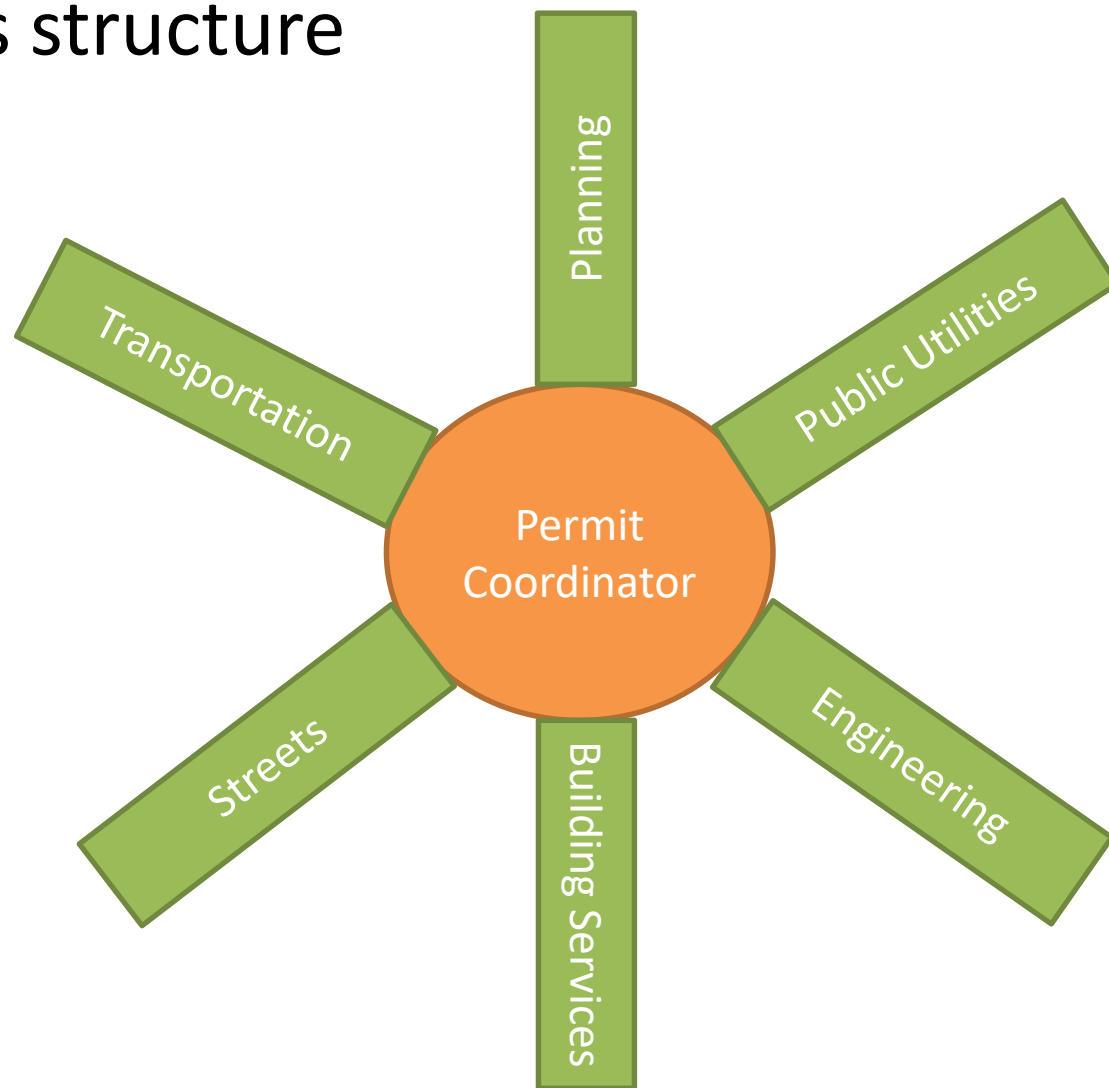 s structure
Planning
Transportation
Public Utilities
Permit
Coordinator
Streets
Engineering
Building Services